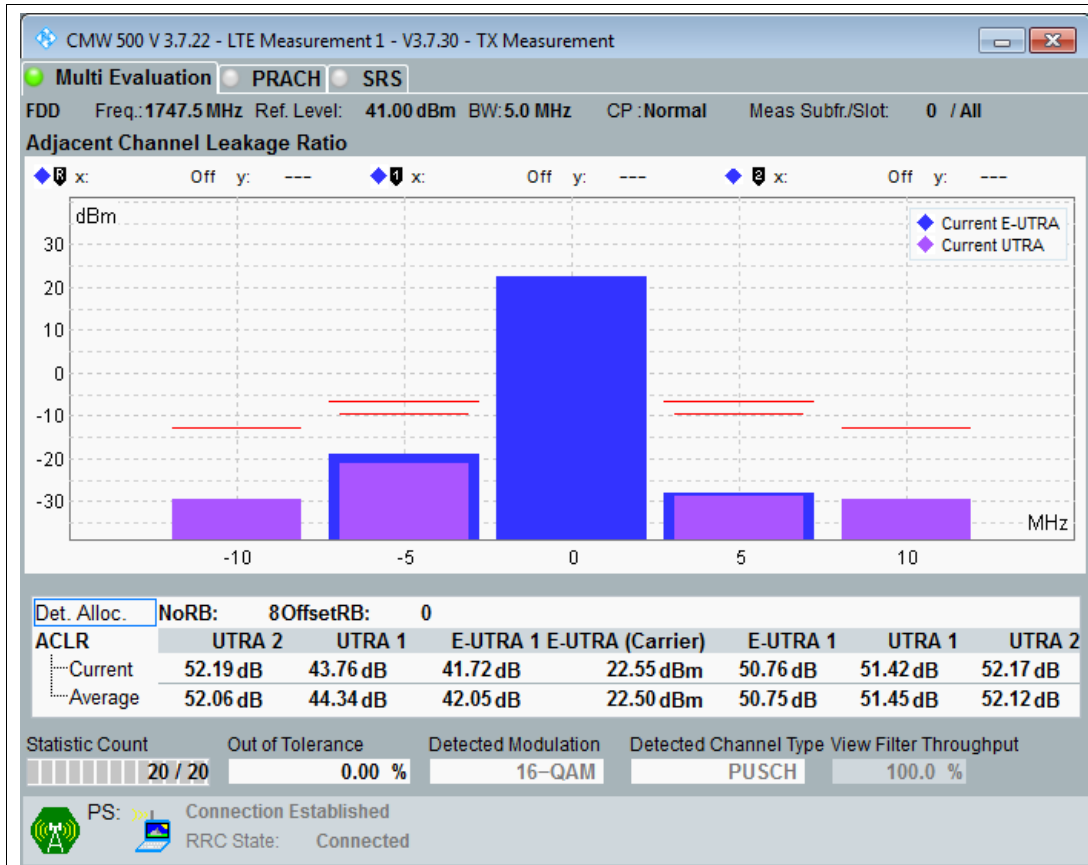 CMW 500 V 3.7.22 - LTE Measurement 1 - V3.7.30 - TX Measurement
Multi Evaluation PRACH SRS
FDD Freq.: 1747.5 MHz Ref. Level: 41.00 dBm BW: 5.0 MHz CP : Normal Meas Subfr./Slot: 0 / All
Adjacent Channel Leakage Ratio
R x: Off y: --- 1 x: Off y: --- 2 x: Off y: ---
dBm
Current E-UTRA
Current UTRA
30
20
10
0
-10
-20
-30
MHz
-10 -5 0 5 10
Det. Alloc. NoRB: 8 OffsetRB: 0
ACLR UTRA 2 UTRA 1 E-UTRA 1 E-UTRA (Carrier) E-UTRA 1 UTRA 1 UTRA 2
Current 52.19 dB 43.76 dB 41.72 dB 22.55 dBm 50.76 dB 51.42 dB 52.17 dB
Average 52.06 dB 44.34 dB 42.05 dB 22.50 dBm 50.75 dB 51.45 dB 52.12 dB
Statistic Count Out of Tolerance Detected Modulation Detected Channel Type View Filter Throughput
20 / 20 0.00 % 16-QAM PUSCH 100.0 %
PS: Connection Established
RRC State: Connected